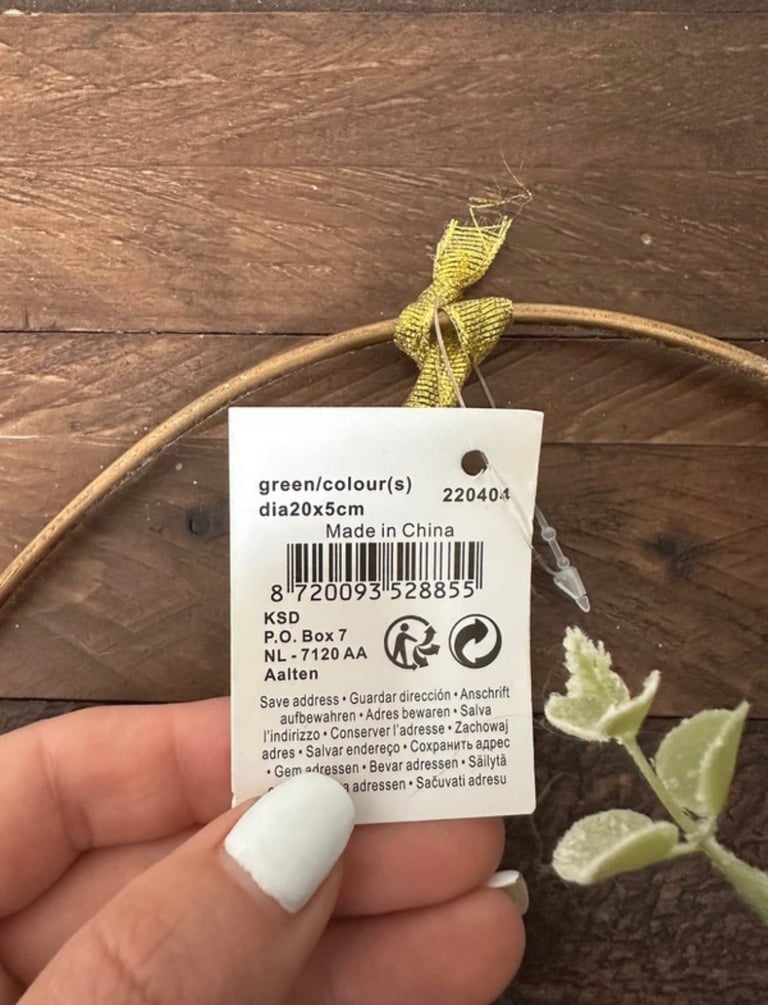 green/colour(s) 220404
dia20x5cm
Made in China
8 720093 528855
KSD
P.O. Box 7
NL - 7120 AA
Aalten
Save address • Guardar dirección • Anschrift
aufbewahren • Adres bewaren • Salva
l'indirizzo • Conserver l'adresse • Zachowaj
adres • Salvar endereço • Сохранить адрес
• Gem adressen • Bevar adressen • Säilytä
adressen • Sačuvati adresu